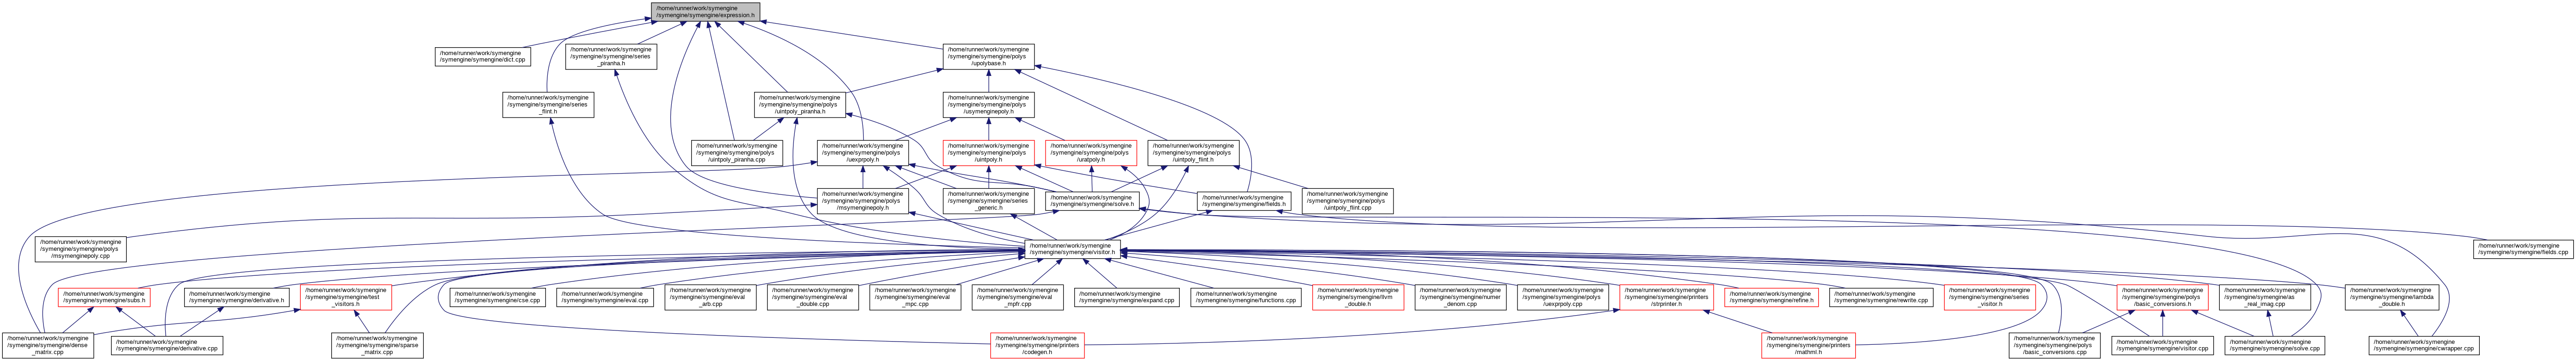 /home/runner/work/symengine
/symengine/symengine/expression.h
/home/runner/work/symengine
/symengine/symengine/dict.cpp
/home/runner/work/symengine
/symengine/symengine/series
_piranha.h
/home/runner/work/symengine
/symengine/symengine/polys
/upolybase.h
/home/runner/work/symengine
/symengine/symengine/series
_flint.h
/home/runner/work/symengine
/symengine/symengine/polys
/uintpoly_piranha.h
/home/runner/work/symengine
/symengine/symengine/polys
/usymenginepoly.h
/home/runner/work/symengine
/symengine/symengine/polys
/uintpoly_piranha.cpp
/home/runner/work/symengine
/symengine/symengine/polys
/uexprpoly.h
/home/runner/work/symengine
/symengine/symengine/polys
/uintpoly.h
/home/runner/work/symengine
/symengine/symengine/polys
/uratpoly.h
/home/runner/work/symengine
/symengine/symengine/polys
/uintpoly_flint.h
/home/runner/work/symengine
/symengine/symengine/polys
/msymenginepoly.h
/home/runner/work/symengine
/symengine/symengine/series
_generic.h
/home/runner/work/symengine
/symengine/symengine/solve.h
/home/runner/work/symengine
/symengine/symengine/fields.h
/home/runner/work/symengine
/symengine/symengine/polys
/uintpoly_flint.cpp
/home/runner/work/symengine
/symengine/symengine/polys
/msymenginepoly.cpp
/home/runner/work/symengine
/symengine/symengine/visitor.h
/home/runner/work/symengine
/symengine/symengine/fields.cpp
/home/runner/work/symengine
/symengine/symengine/subs.h
/home/runner/work/symengine
/symengine/symengine/derivative.h
/home/runner/work/symengine
/symengine/symengine/test
_visitors.h
/home/runner/work/symengine
/symengine/symengine/cse.cpp
/home/runner/work/symengine
/symengine/symengine/eval.cpp
/home/runner/work/symengine
/symengine/symengine/eval
_arb.cpp
/home/runner/work/symengine
/symengine/symengine/eval
_double.cpp
/home/runner/work/symengine
/symengine/symengine/eval
_mpc.cpp
/home/runner/work/symengine
/symengine/symengine/eval
_mpfr.cpp
/home/runner/work/symengine
/symengine/symengine/expand.cpp
/home/runner/work/symengine
/symengine/symengine/functions.cpp
/home/runner/work/symengine
/symengine/symengine/llvm
_double.h
/home/runner/work/symengine
/symengine/symengine/numer
_denom.cpp
/home/runner/work/symengine
/symengine/symengine/polys
/uexprpoly.cpp
/home/runner/work/symengine
/symengine/symengine/printers
/strprinter.h
/home/runner/work/symengine
/symengine/symengine/refine.h
/home/runner/work/symengine
/symengine/symengine/rewrite.cpp
/home/runner/work/symengine
/symengine/symengine/series
_visitor.h
/home/runner/work/symengine
/symengine/symengine/polys
/basic_conversions.h
/home/runner/work/symengine
/symengine/symengine/as
_real_imag.cpp
/home/runner/work/symengine
/symengine/symengine/lambda
_double.h
/home/runner/work/symengine
/symengine/symengine/dense
_matrix.cpp
/home/runner/work/symengine
/symengine/symengine/derivative.cpp
/home/runner/work/symengine
/symengine/symengine/sparse
_matrix.cpp
/home/runner/work/symengine
/symengine/symengine/printers
/codegen.h
/home/runner/work/symengine
/symengine/symengine/printers
/mathml.h
/home/runner/work/symengine
/symengine/symengine/polys
/basic_conversions.cpp
/home/runner/work/symengine
/symengine/symengine/visitor.cpp
/home/runner/work/symengine
/symengine/symengine/solve.cpp
/home/runner/work/symengine
/symengine/symengine/cwrapper.cpp